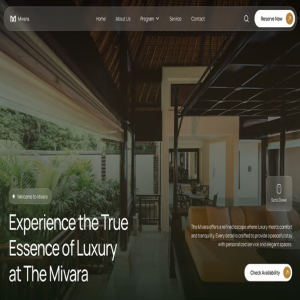 Mivara.
Home
About Us
Program
Service
Contact
Reserve Now
Welcome to Mivara
Experience the True
Essence of Luxury
at The Mivara
Scroll Down
The Mivara offers a refined escape where luxury meets comfort
and tranquility. Every detail is crafted to provide a peaceful stay
with personalized service and elegant spaces.
Check Availability